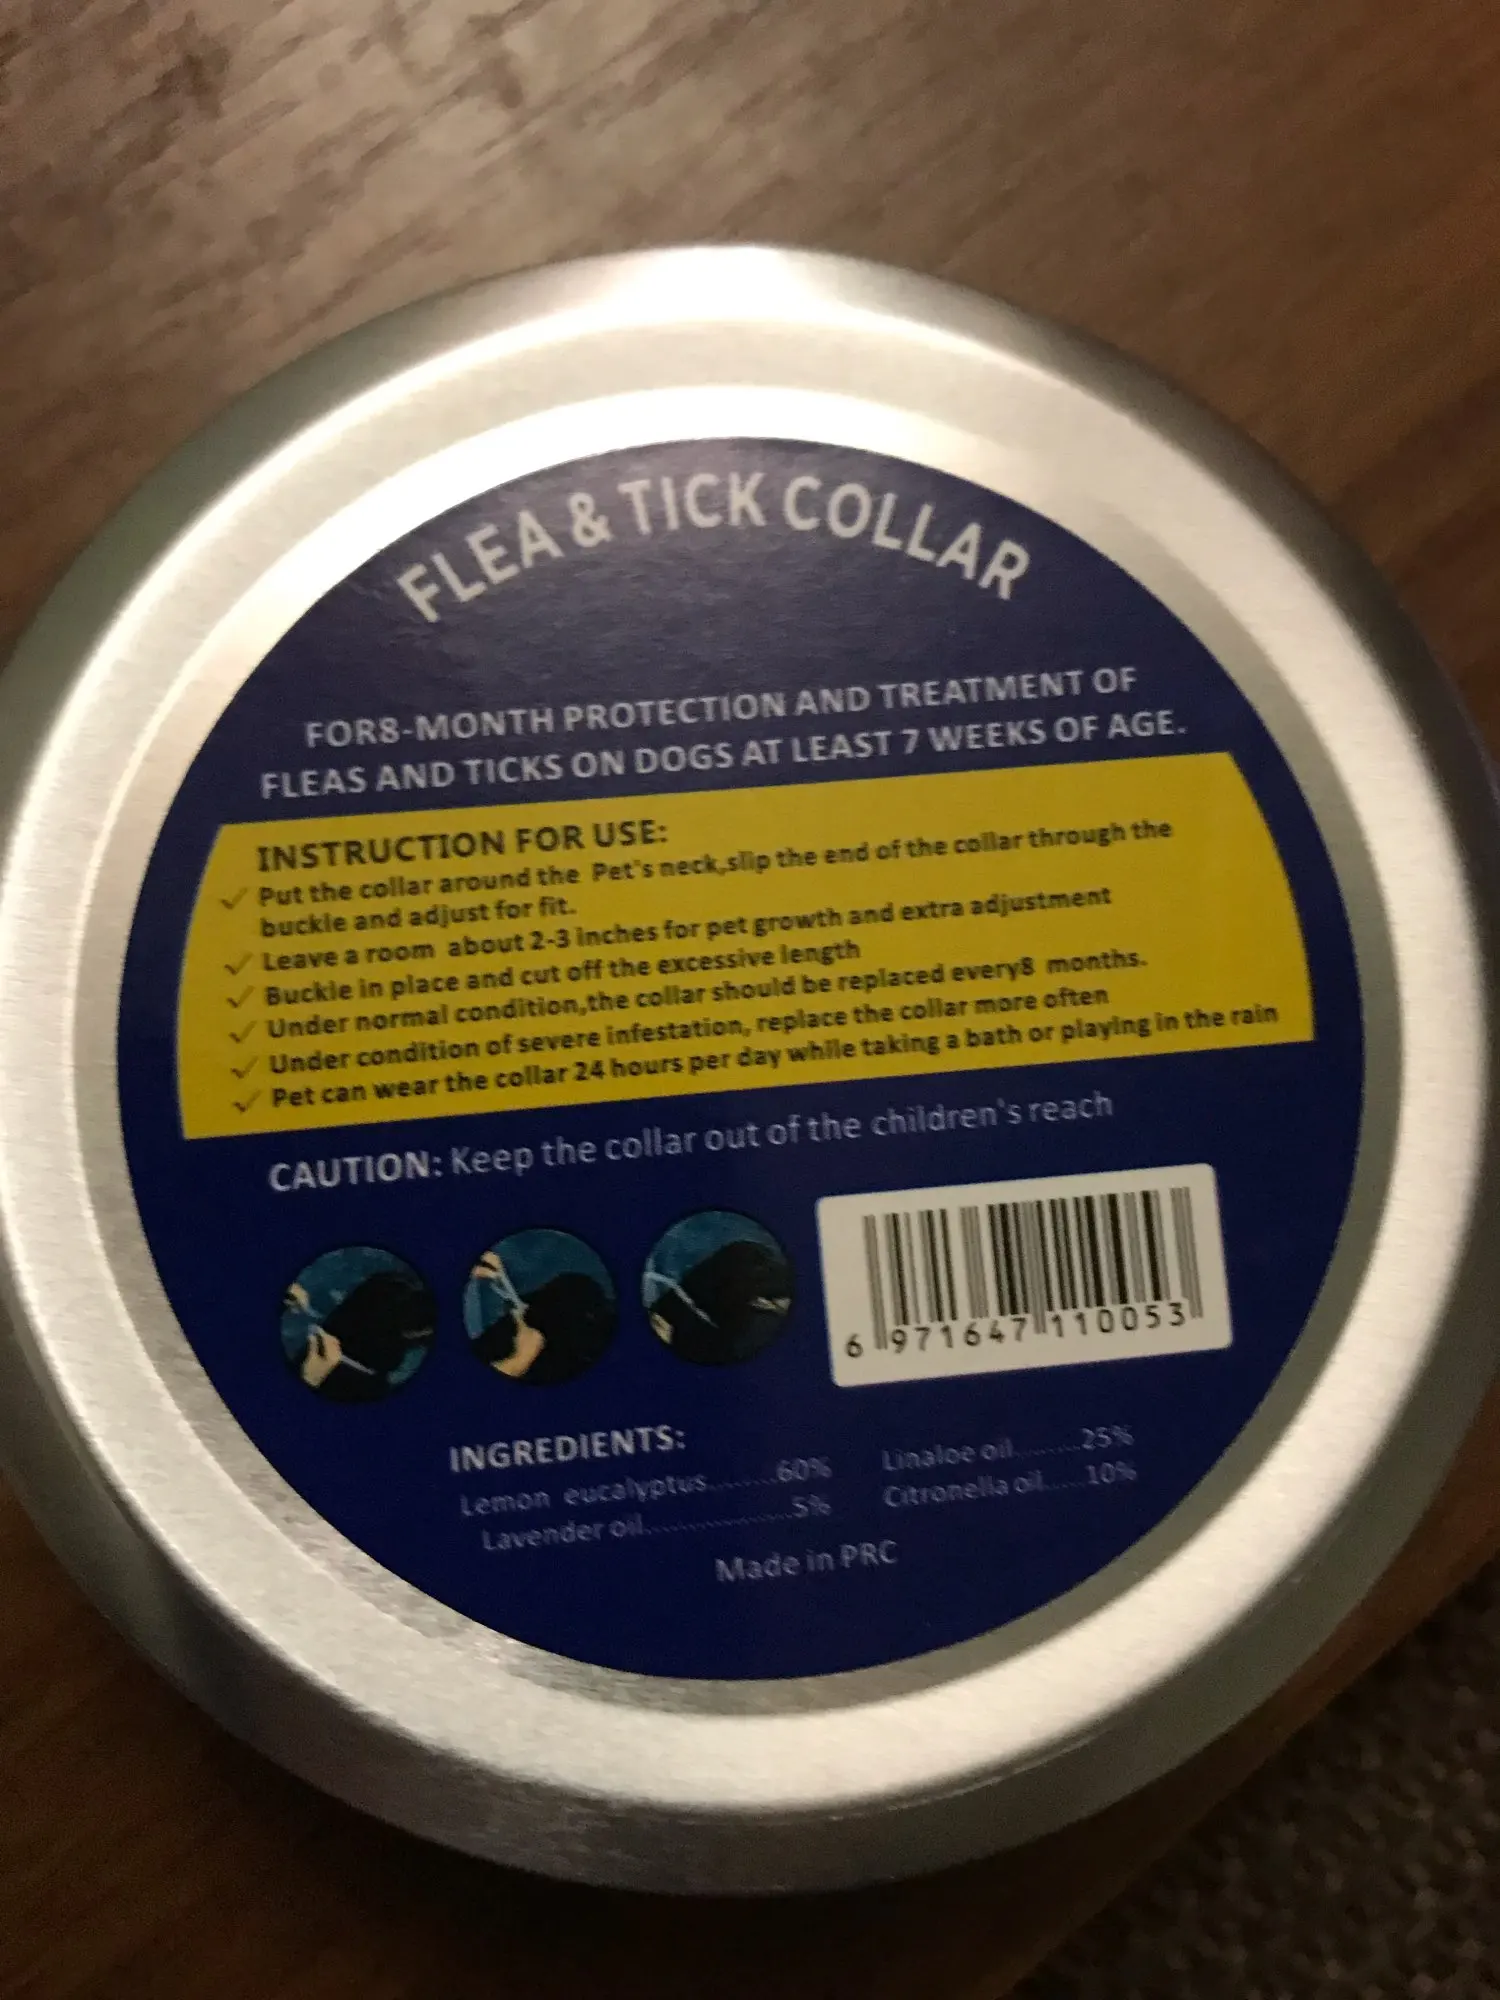 FLEA & TICK COLLAR
FOR8-MONTH PROTECTION AND TREATMENT OF
FLEAS AND TICKS ON DOGS AT LEAST 7 WEEKS OF AGE.
INSTRUCTION FOR USE:
✓ Put the collar around the Pet's neck,slip the end of the collar through the
buckle and adjust for fit.
✓ Leave a room about 2-3 inches for pet growth and extra adjustment
✓ Buckle in place and cut off the excessive length
✓ Under normal condition,the collar should be replaced every8 months.
✓ Under condition of severe infestation, replace the collar more often
✓ Pet can wear the collar 24 hours per day while taking a bath or playing in the rain
CAUTION: Keep the collar out of the children's reach
6 971647 110053
INGREDIENTS:
Lemon eucalyptus........60% Linaloe oil.........25%
Lavender oil...................5% Citronella oil......10%
Made in PRC